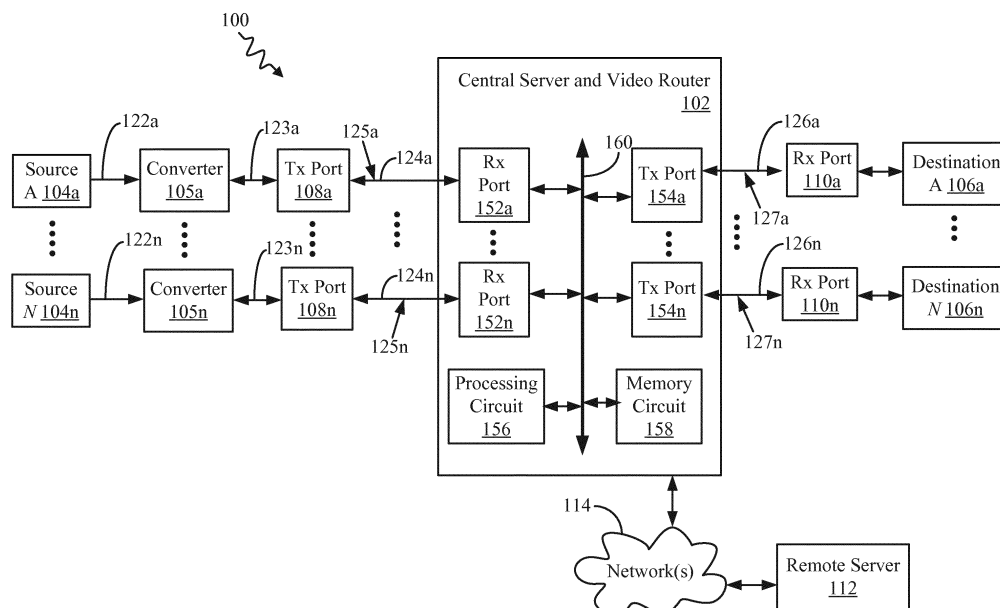 100
Central Server and Video Router
102
122a
123a
125a
124a
160
126a
Source
A 104a
Converter
105a
Tx Port
108a
Rx
Port
152a
Tx Port
154a
Rx Port
110a
Destination
A 106a
127a
122n
123n
124n
126n
Source
N 104n
Converter
105n
Tx Port
108n
Rx
Port
152n
Tx Port
154n
Rx Port
110n
Destination
N 106n
125n
127n
Processing
Circuit
156
Memory
Circuit
158
114
Network(s)
Remote Server
112